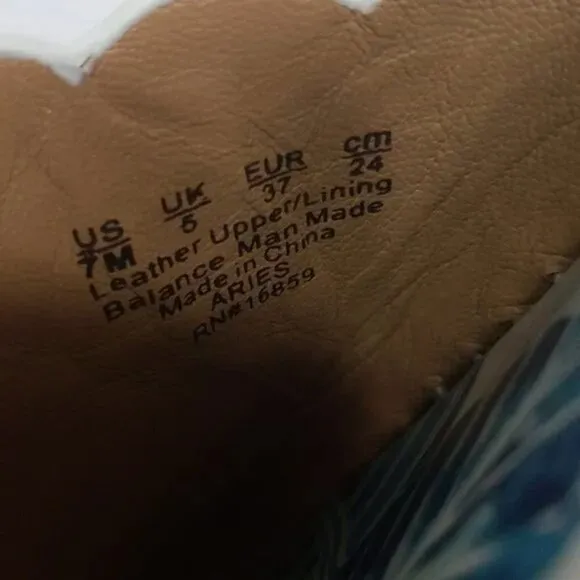 US UK EUR cm
7M 5 37 24
Leather Upper/Lining
Balance Man Made
Made in China
ARIES
RN#16859